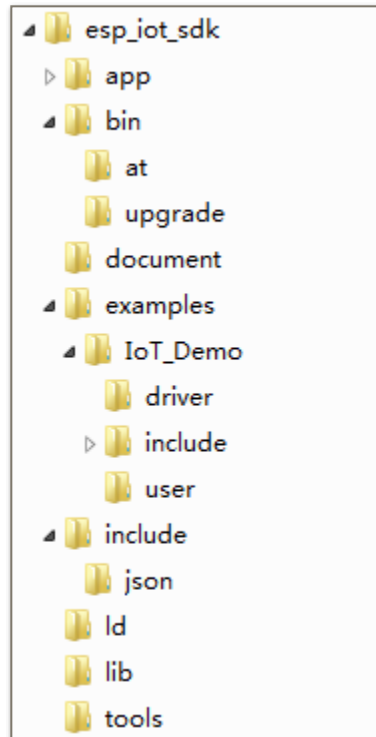 esp_iot_sdk
app
bin
at
upgrade
document
examples
IoT_Demo
driver
include
user
include
json
ld
lib
tools